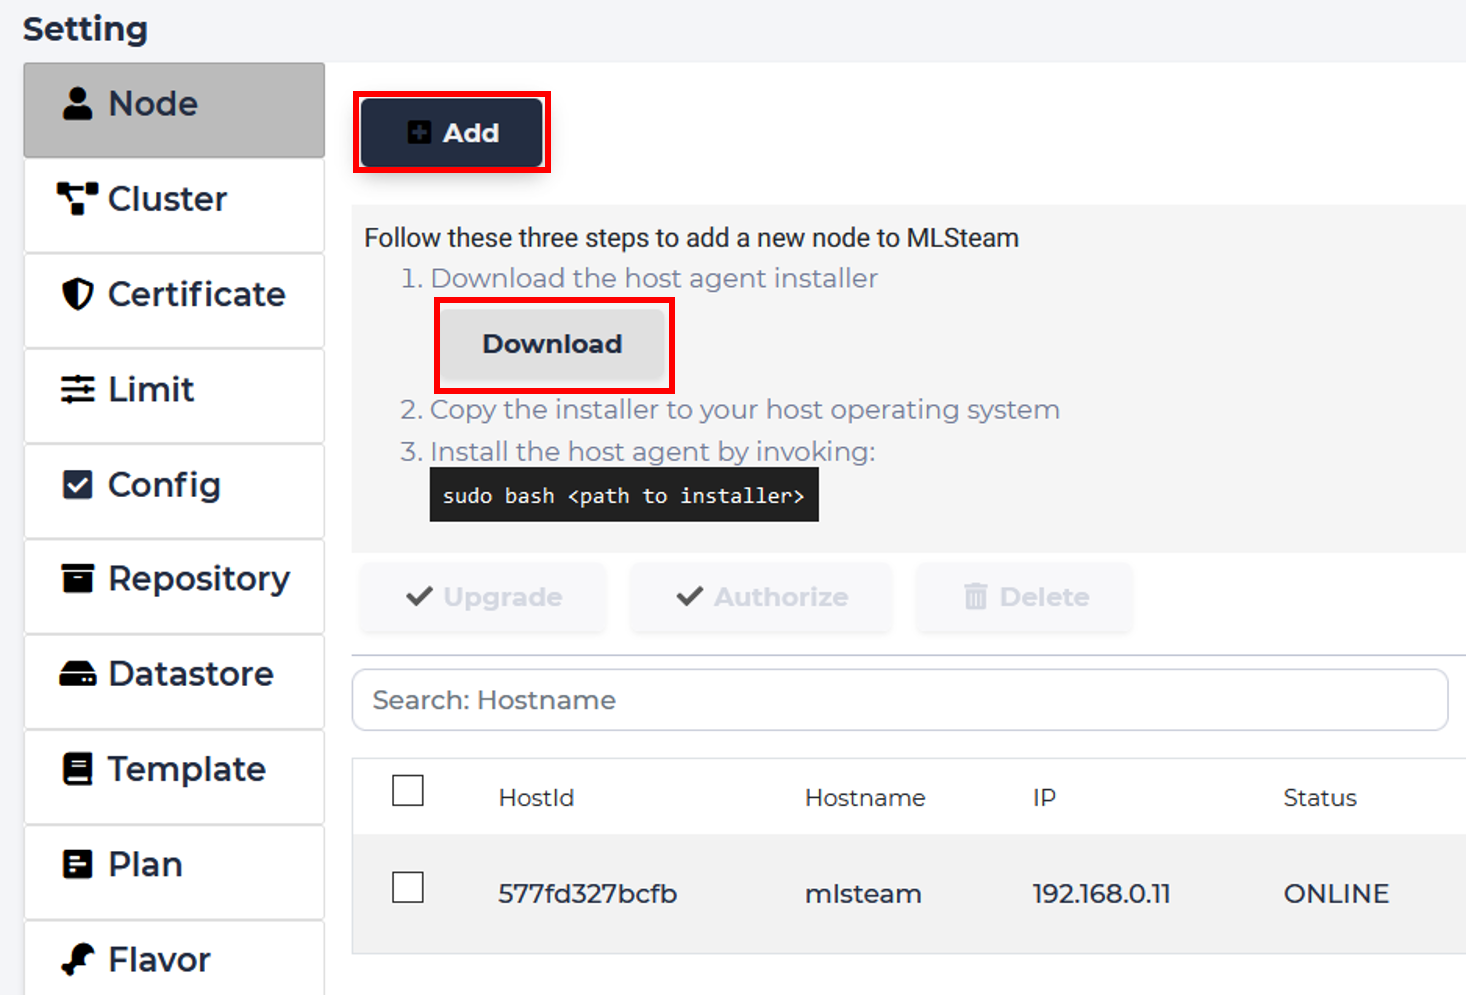 Setting
Node
Cluster
Certificate
Limit
Config
Repository
Datastore
Template
Plan
Flavor
Add
Follow these three steps to add a new node to MLSteam
1. Download the host agent installer
Download
2. Copy the installer to your host operating system
3. Install the host agent by invoking:
sudo bash <path to installer>
Upgrade Authorize Delete
Search: Hostname
HostId Hostname IP Status
577fd327bcfb mlsteam 192.168.0.11 ONLINE